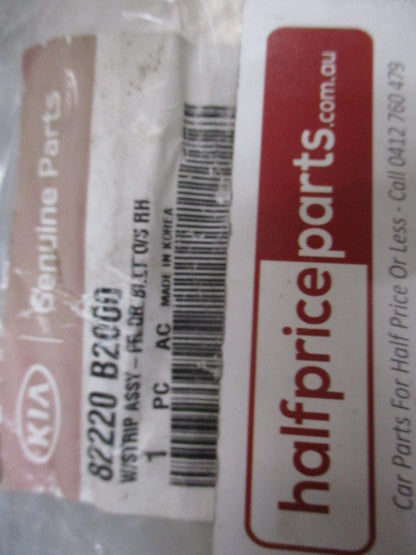 KIA Genuine Parts
82220 B2000
W/STRIP ASSY - FR DR BELT O/S RH
1 PC AC MADE IN KOREA
halfpriceparts.com.au
Car Parts For Half Price Or Less - Call 0412 760 479